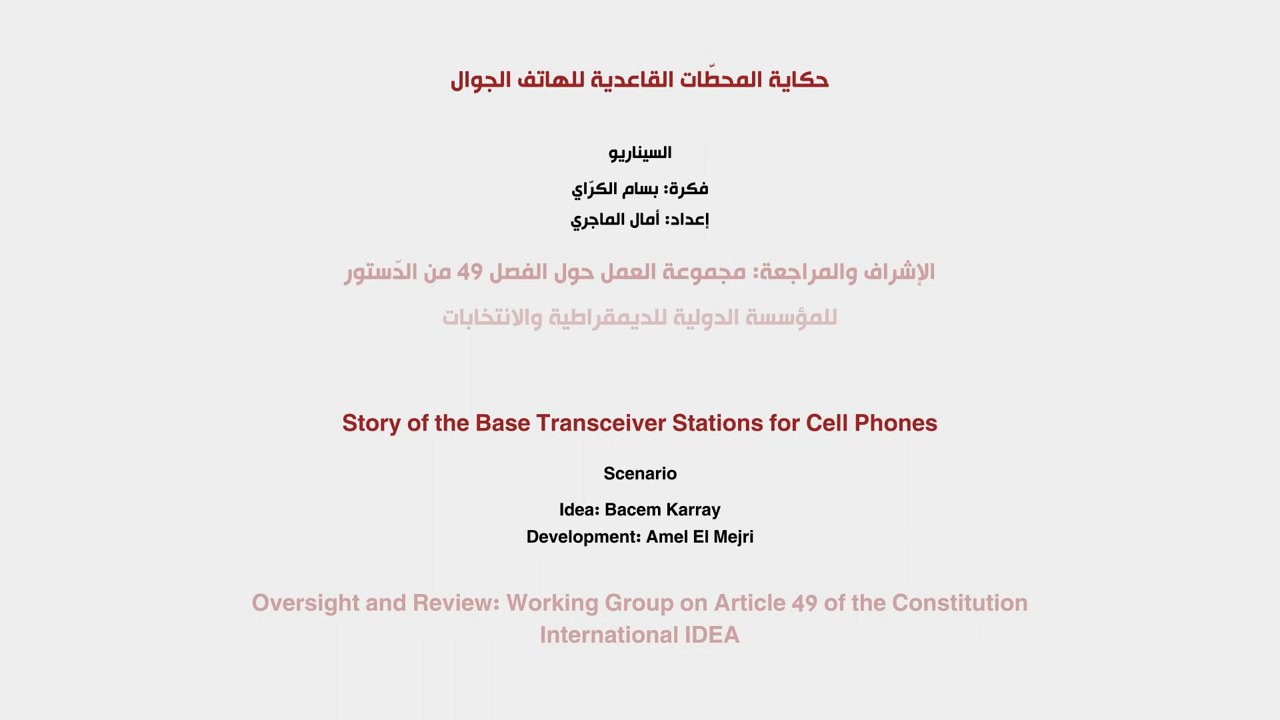 حكاية المحطّات القاعدية للهاتف الجوال
السيناريو
فكرة: بسام الكرّاي
إعداد: أمال الماجري
الإشراف والمراجعة: مجموعة العمل حول الفصل 49 من الدّستور
للمؤسسة الدولية للديمقراطية والانتخابات
Story of the Base Transceiver Stations for Cell Phones
Scenario
Idea: Bacem Karray
Development: Amel El Mejri
Oversight and Review: Working Group on Article 49 of the Constitution
International IDEA